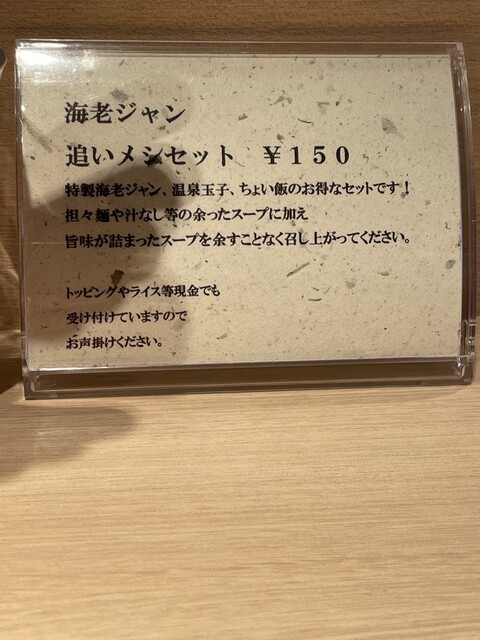 海老ジャン
追いメシセット　￥１５０
特製海老ジャン、温泉玉子、ちょい飯のお得なセットです！
担々麺や汁なし等の余ったスープに加え
旨味が詰まったスープを余すことなく召し上がってください。
トッピングやライス等現金でも
受け付けていますので
お声掛けください。